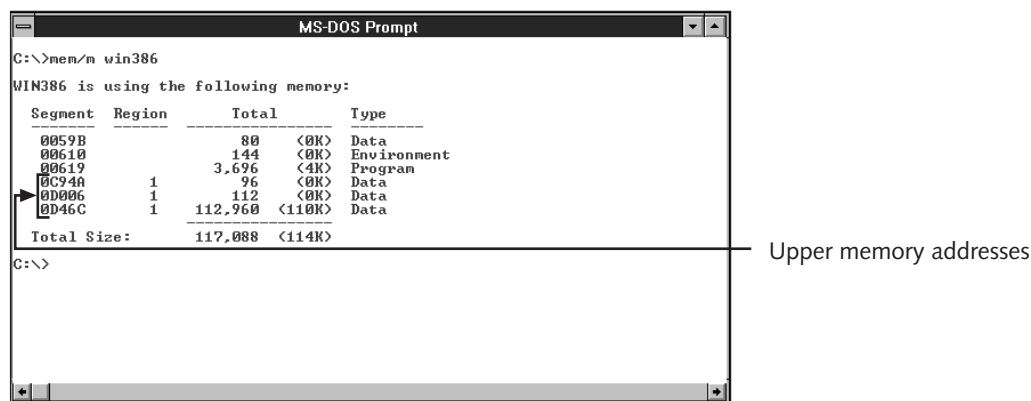 MS-DOS Prompt
C:\>mem/m win386
WIN386 is using the following memory:
Segment Region Total Type
0059B 80 (0K) Data
00610 144 (0K) Environment
00619 3,696 (4K) Program
0C94A 1 96 (0K) Data
0D006 1 112 (0K) Data
0D46C 1 112,960 (110K) Data
Total Size: 117,088 (114K)
Upper memory addresses
C:\>